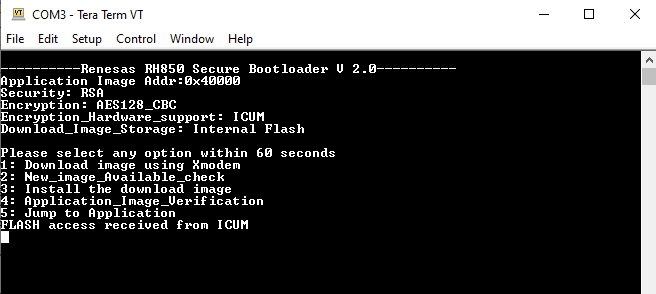 COM3 - Tera Term VT
File Edit Setup Control Window Help
----------Renesas RH850 Secure Bootloader V 2.0----------
Application Image Addr:0x40000
Security: RSA
Encryption: AES128_CBC
Encryption_Hardware_support: ICUM
Download_Image_Storage: Internal Flash
Please select any option within 60 seconds
1: Download image using Xmodem
2: New_image_Available_check
3: Install the download image
4: Application_Image_Verification
5: Jump to Application
FLASH access received from ICUM